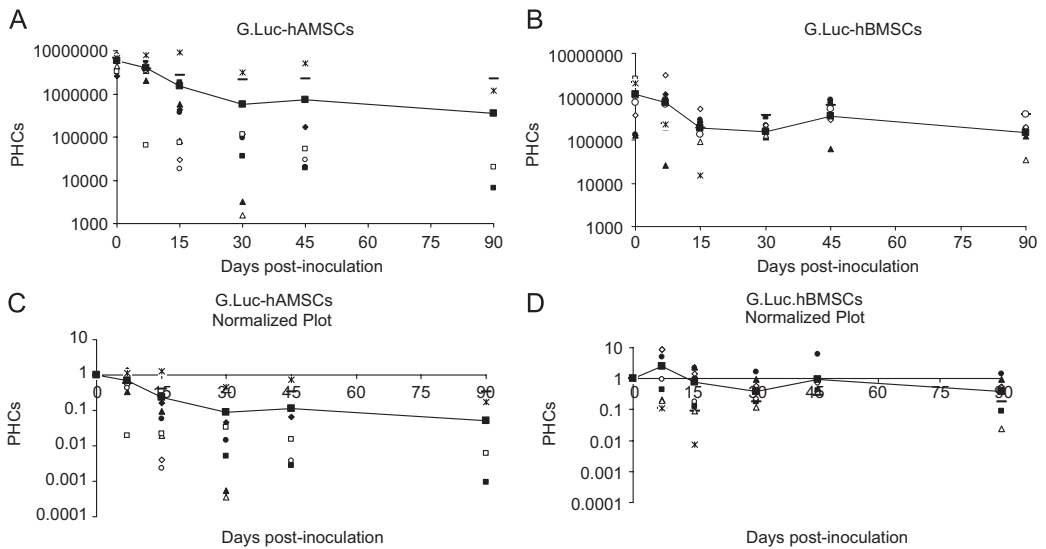 A
G.Luc-hAMSCs
10000000
1000000
100000
10000
1000
PHCs
0 15 30 45 60 75 90
Days post-inoculation
B
G.Luc-hBMSCs
10000000
1000000
100000
10000
1000
PHCs
0 15 30 45 60 75 90
Days post-inoculation
C
G.Luc-hAMSCs
Normalized Plot
10
1
0.1
0.01
0.001
0.0001
PHCs
0 15 30 45 60 75 90
Days post-inoculation
D
G.Luc.hBMSCs
Normalized Plot
10
1
0.1
0.01
0.001
0.0001
PHCs
0 15 30 45 60 75 90
Days post-inoculation